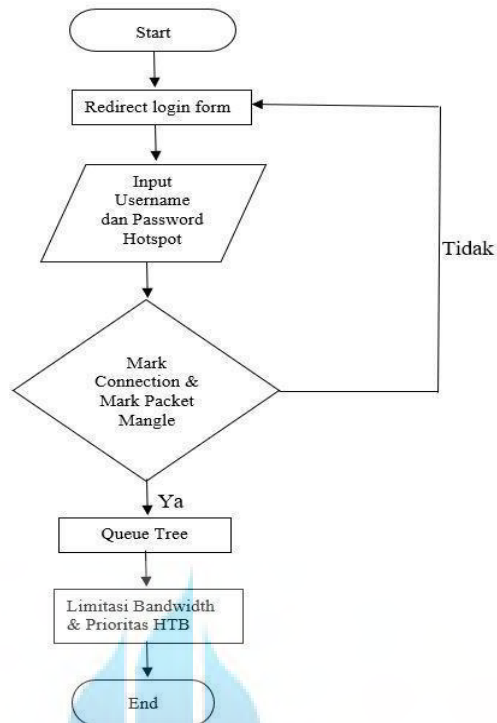 Start
Redirect login form
Input
Username
dan Password
Hotspot
Tidak
Mark
Connection &
Mark Packet
Mangle
Ya
Queue Tree
Limitasi Bandwidth
& Prioritas HTB
End